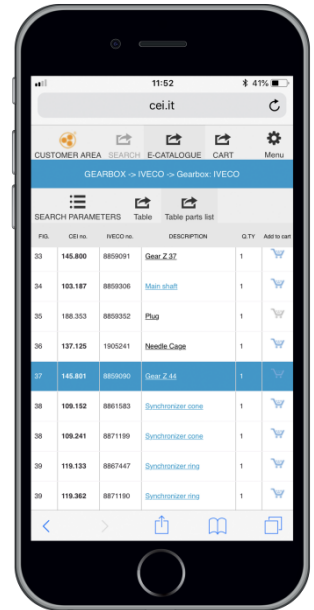 11:52
41%
cei.it
CUSTOMER AREA SEARCH E-CATALOGUE CART Menu
GEARBOX -> IVECO -> Gearbox: IVECO
SEARCH PARAMETERS Table Table parts list
FIG. CEI no. IVECO no. DESCRIPTION Q.TY Add to cart
33 145.800 8859091 Gear Z 37 1
34 103.187 8859306 Main shaft 1
35 188.353 8859352 Plug 1
36 137.125 1905241 Needle Cage 1
37 145.801 8859090 Gear Z 44 1
38 109.152 8861583 Synchronizer cone 1
38 109.241 8871199 Synchronizer cone 1
39 119.133 8867447 Synchronizer ring 1
39 119.362 8871190 Synchronizer ring 1